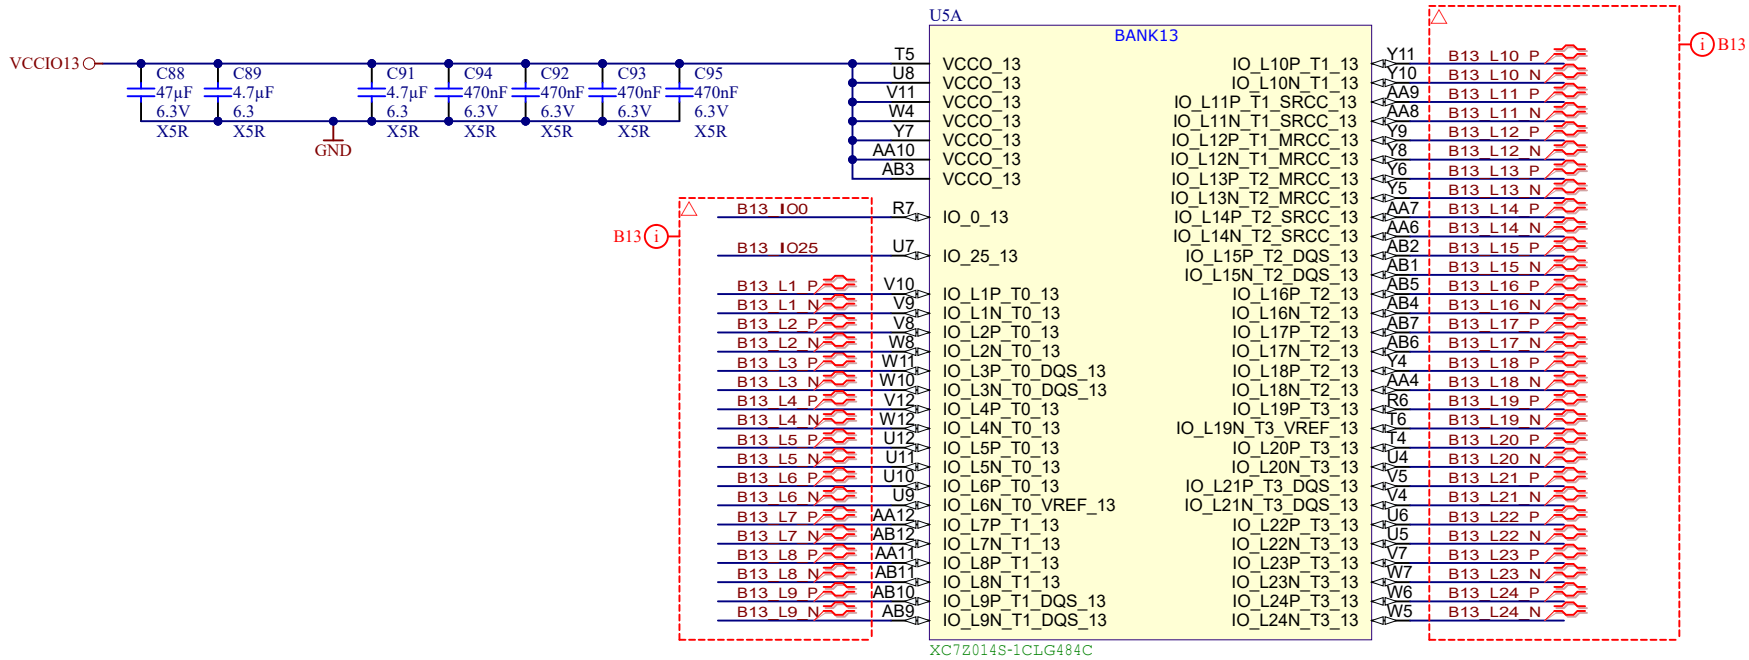 U5A
BANK13
VCCIO13
C88
47µF
6.3V
X5R
C89
4.7µF
6.3
X5R
C91
4.7µF
6.3
X5R
C94
470nF
6.3V
X5R
C92
470nF
6.3V
X5R
C93
470nF
6.3V
X5R
C95
470nF
6.3V
X5R
GND
T5 VCCO_13
U8 VCCO_13
V11 VCCO_13
W4 VCCO_13
Y7 VCCO_13
AA10 VCCO_13
AB3 VCCO_13
B13 i
B13_IO0 R7 IO_0_13
B13_IO25 U7 IO_25_13
B13_L1_P V10 IO_L1P_T0_13
B13_L1_N V9 IO_L1N_T0_13
B13_L2_P V8 IO_L2P_T0_13
B13_L2_N W8 IO_L2N_T0_13
B13_L3_P W11 IO_L3P_T0_DQS_13
B13_L3_N W10 IO_L3N_T0_DQS_13
B13_L4_P V12 IO_L4P_T0_13
B13_L4_N W12 IO_L4N_T0_13
B13_L5_P U12 IO_L5P_T0_13
B13_L5_N U11 IO_L5N_T0_13
B13_L6_P U10 IO_L6P_T0_13
B13_L6_N U9 IO_L6N_T0_VREF_13
B13_L7_P AA12 IO_L7P_T1_13
B13_L7_N AB12 IO_L7N_T1_13
B13_L8_P AA11 IO_L8P_T1_13
B13_L8_N AB11 IO_L8N_T1_13
B13_L9_P AB10 IO_L9P_T1_DQS_13
B13_L9_N AB9 IO_L9N_T1_DQS_13
IO_L10P_T1_13 Y11 B13_L10_P
IO_L10N_T1_13 Y10 B13_L10_N
IO_L11P_T1_SRCC_13 AA9 B13_L11_P
IO_L11N_T1_SRCC_13 AA8 B13_L11_N
IO_L12P_T1_MRCC_13 Y9 B13_L12_P
IO_L12N_T1_MRCC_13 Y8 B13_L12_N
IO_L13P_T2_MRCC_13 Y6 B13_L13_P
IO_L13N_T2_MRCC_13 Y5 B13_L13_N
IO_L14P_T2_SRCC_13 AA7 B13_L14_P
IO_L14N_T2_SRCC_13 AA6 B13_L14_N
IO_L15P_T2_DQS_13 AB2 B13_L15_P
IO_L15N_T2_DQS_13 AB1 B13_L15_N
IO_L16P_T2_13 AB5 B13_L16_P
IO_L16N_T2_13 AB4 B13_L16_N
IO_L17P_T2_13 AB7 B13_L17_P
IO_L17N_T2_13 AB6 B13_L17_N
IO_L18P_T2_13 Y4 B13_L18_P
IO_L18N_T2_13 AA4 B13_L18_N
IO_L19P_T3_13 R6 B13_L19_P
IO_L19N_T3_VREF_13 T6 B13_L19_N
IO_L20P_T3_13 T4 B13_L20_P
IO_L20N_T3_13 U4 B13_L20_N
IO_L21P_T3_DQS_13 V5 B13_L21_P
IO_L21N_T3_DQS_13 V4 B13_L21_N
IO_L22P_T3_13 U6 B13_L22_P
IO_L22N_T3_13 U5 B13_L22_N
IO_L23P_T3_13 V7 B13_L23_P
IO_L23N_T3_13 W7 B13_L23_N
IO_L24P_T3_13 W6 B13_L24_P
IO_L24N_T3_13 W5 B13_L24_N
i B13
XC7Z014S-1CLG484C